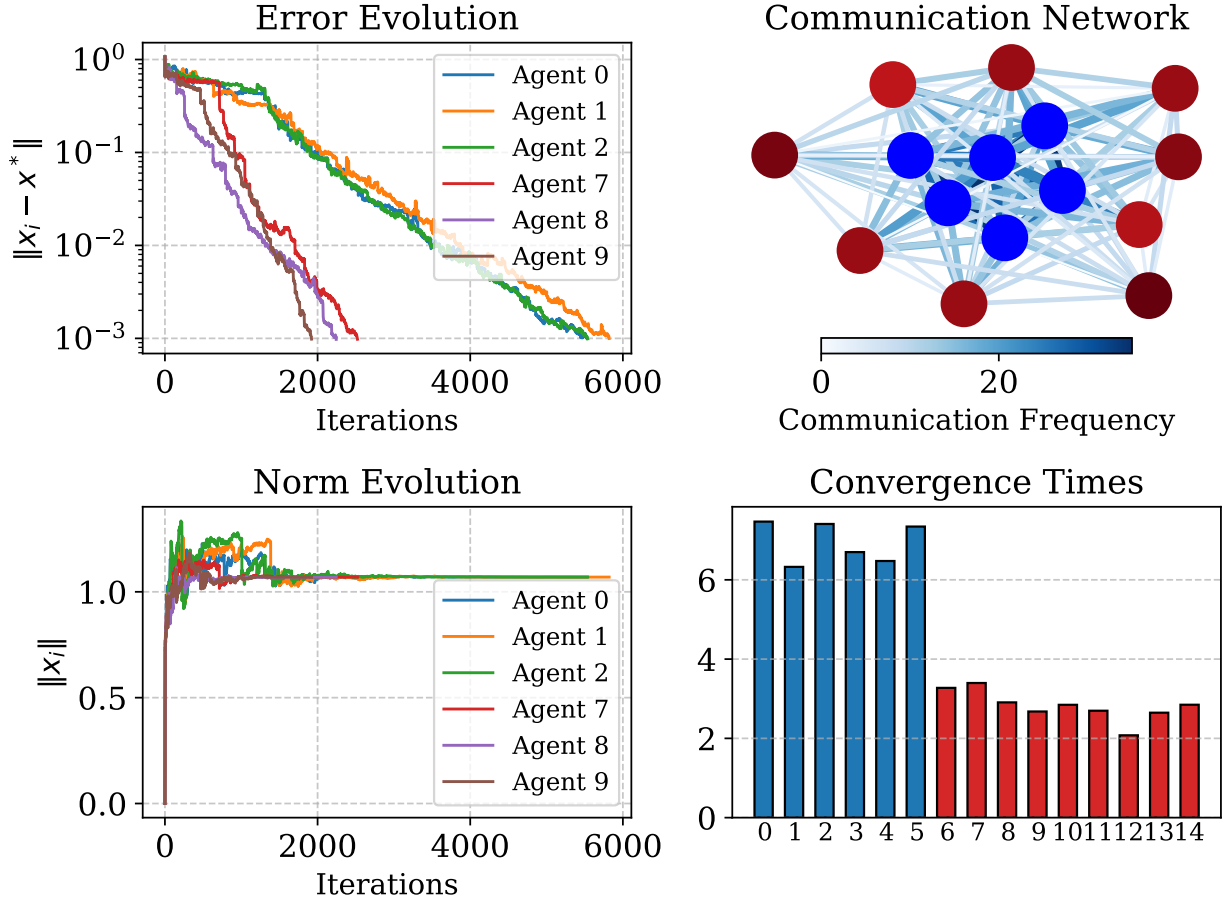 Error Evolution
‖x_i − x*‖
10^0
10^−1
10^−2
10^−3
0 2000 4000 6000
Iterations
Agent 0
Agent 1
Agent 2
Agent 7
Agent 8
Agent 9
Communication Network
0 20
Communication Frequency
Norm Evolution
‖x_i‖
1.0
0.5
0.0
0 2000 4000 6000
Iterations
Agent 0
Agent 1
Agent 2
Agent 7
Agent 8
Agent 9
Convergence Times
6
4
2
0
0 1 2 3 4 5 6 7 8 9 10 11 12 13 14